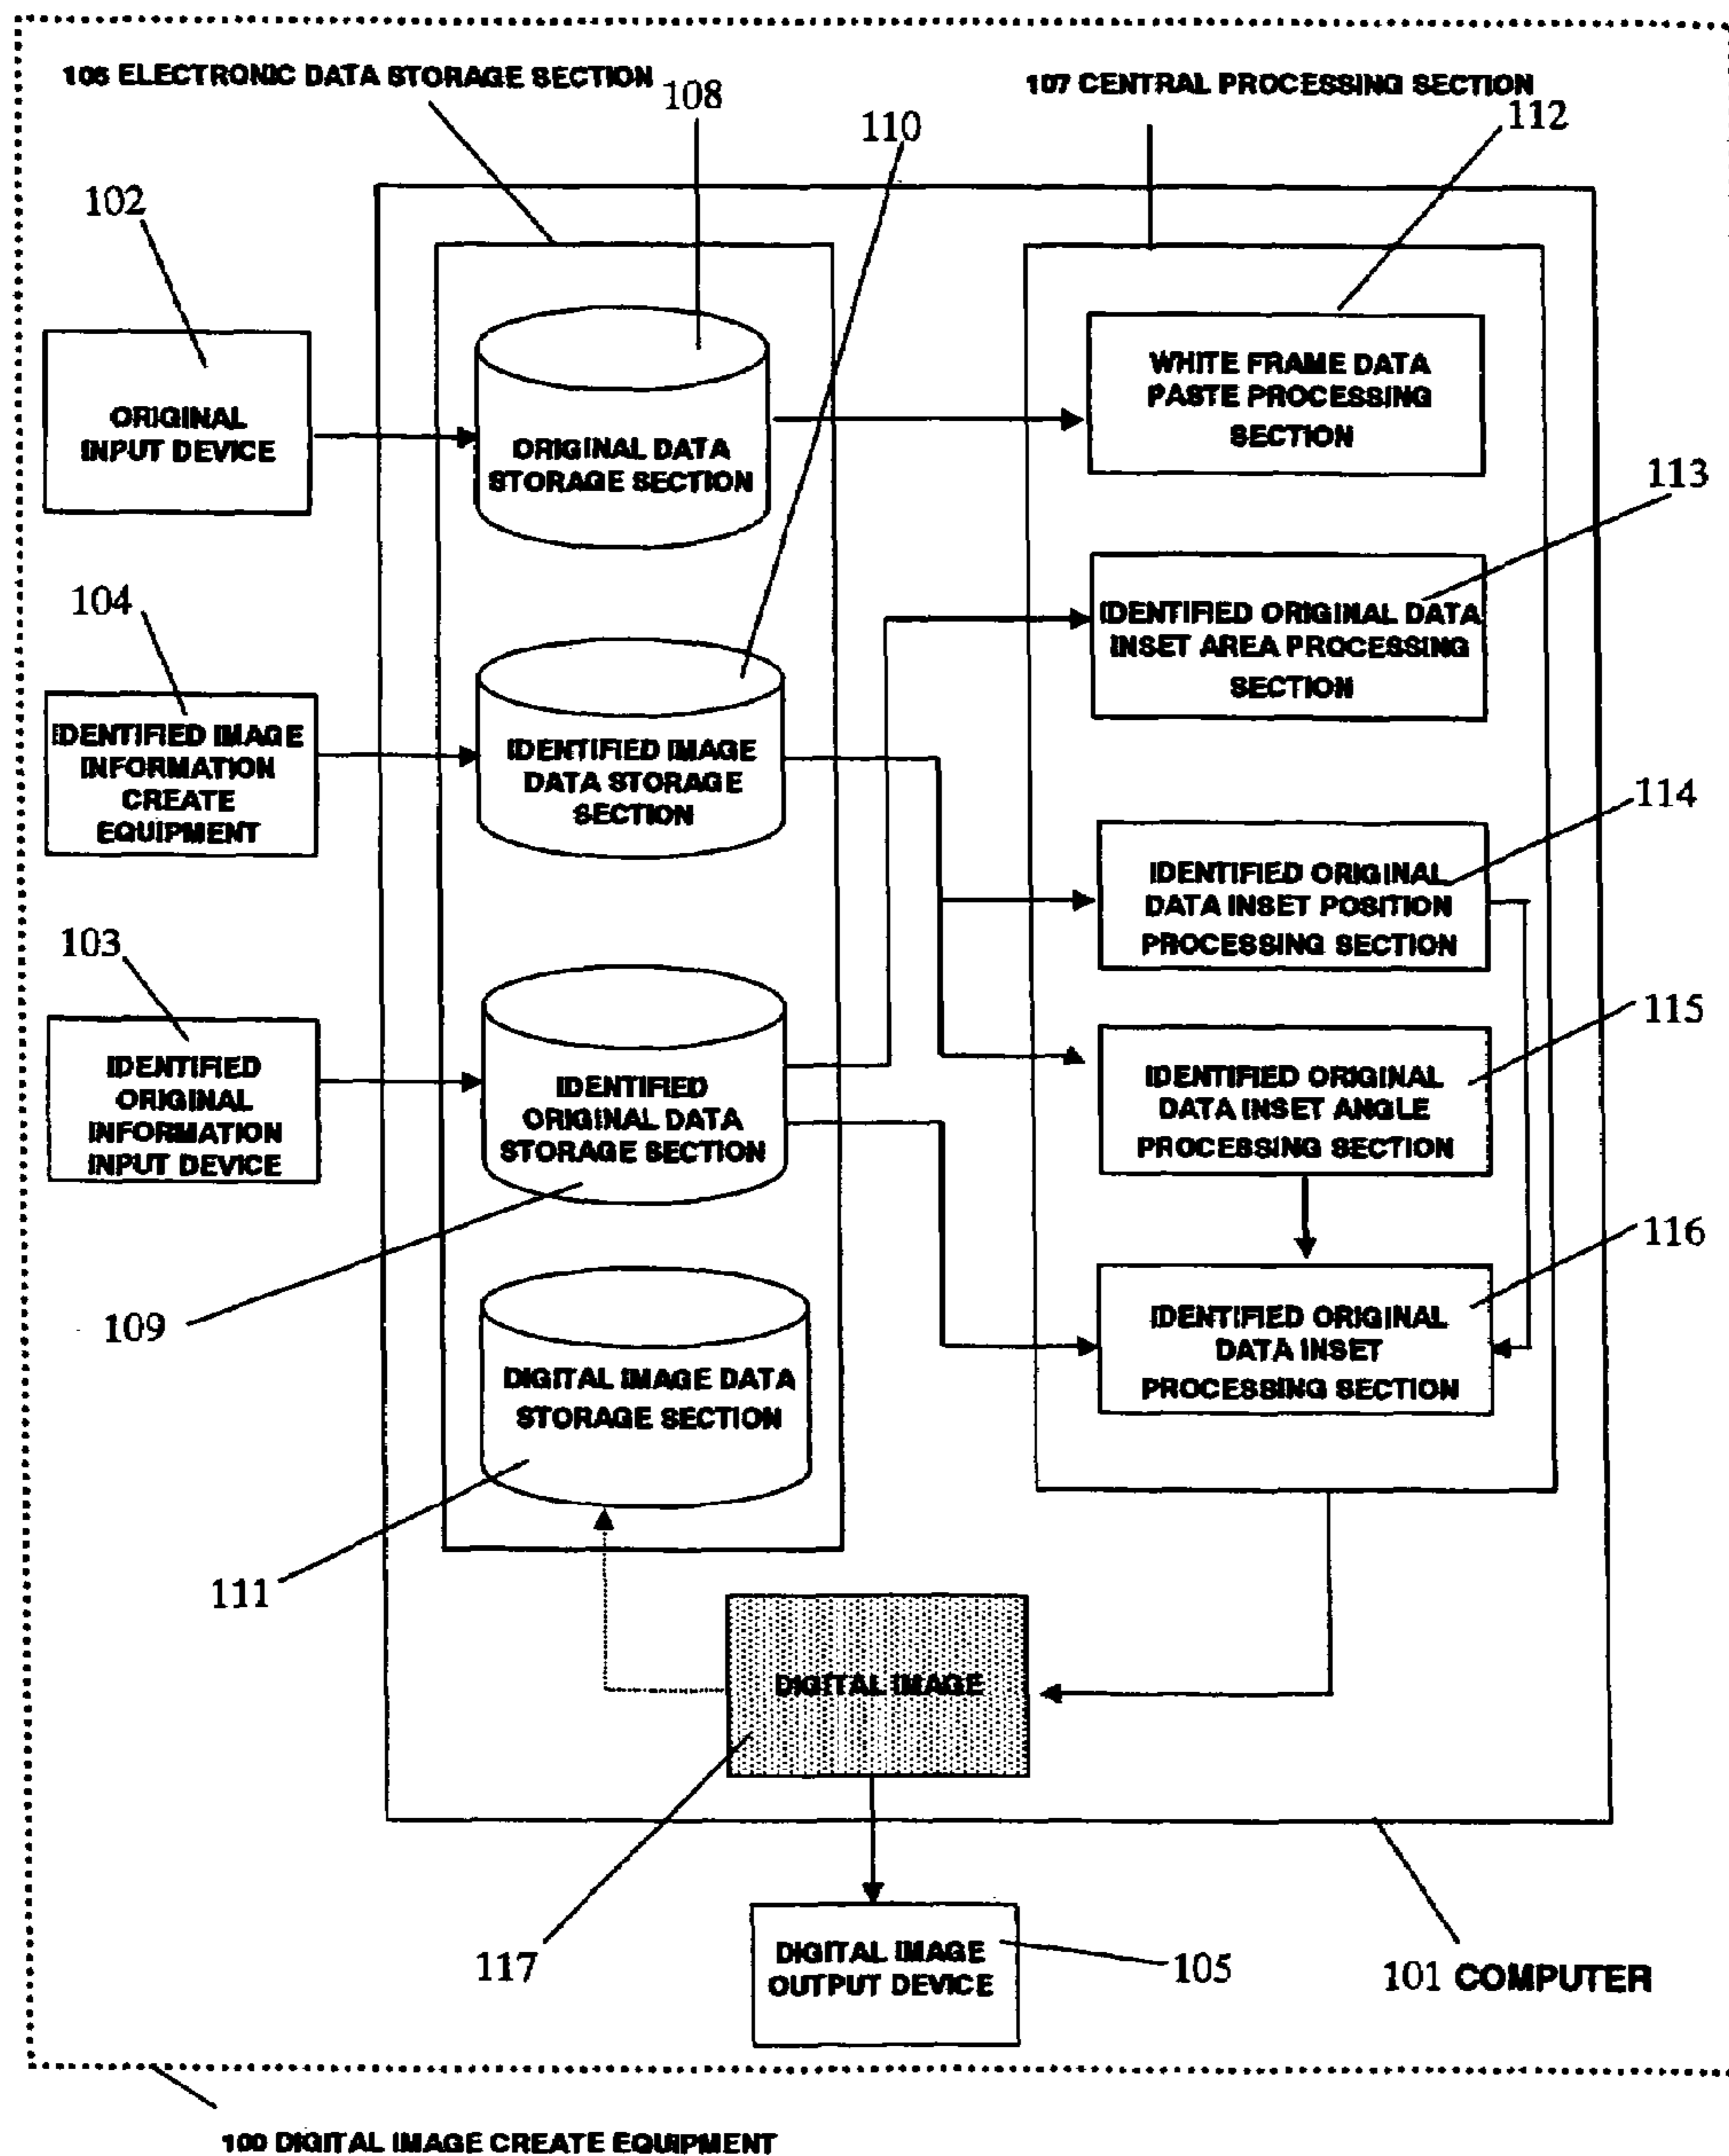 106 ELECTRONIC DATA STORAGE SECTION
108
107 CENTRAL PROCESSING SECTION
112
110
102
ORIGINAL
INPUT DEVICE
ORIGINAL DATA
STORAGE SECTION
WHITE FRAME DATA
PASTE PROCESSING
SECTION
113
104
IDENTIFIED IMAGE
INFORMATION
CREATE
EQUIPMENT
IDENTIFIED IMAGE
DATA STORAGE
SECTION
IDENTIFIED ORIGINAL DATA
INSET AREA PROCESSING
SECTION
114
IDENTIFIED ORIGINAL
DATA INSET POSITION
PROCESSING SECTION
103
IDENTIFIED
ORIGINAL
INFORMATION
INPUT DEVICE
IDENTIFIED
ORIGINAL DATA
STORAGE SECTION
115
IDENTIFIED ORIGINAL
DATA INSET ANGLE
PROCESSING SECTION
109
116
IDENTIFIED ORIGINAL
DATA INSET
PROCESSING SECTION
DIGITAL IMAGE DATA
STORAGE SECTION
111
DIGITAL IMAGE
117
DIGITAL IMAGE
OUTPUT DEVICE
105
101 COMPUTER
100 DIGITAL IMAGE CREATE EQUIPMENT